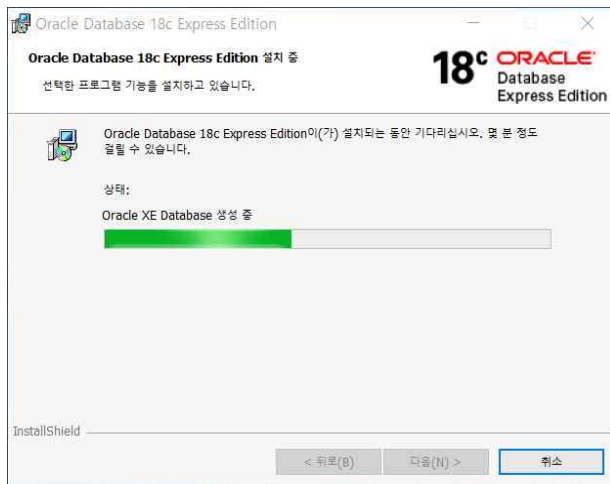 Oracle Database 18c Express Edition
Oracle Database 18c Express Edition 설치 중
선택한 프로그램 기능을 설치하고 있습니다.
18c ORACLE
Database
Express Edition
Oracle Database 18c Express Edition이(가) 설치되는 동안 기다리십시오. 몇 분 정도
걸릴 수 있습니다.
상태:
Oracle XE Database 생성 중
InstallShield
< 뒤로(B) 다음(N) > 취소